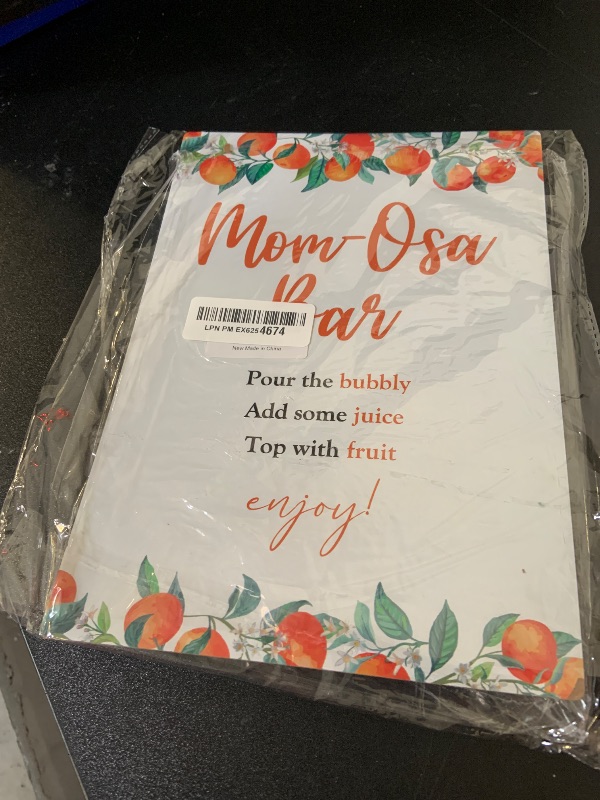 Mom-Osa
Bar
LPN PM EX6254674
New Made in China
Pour the bubbly
Add some juice
Top with fruit
enjoy!